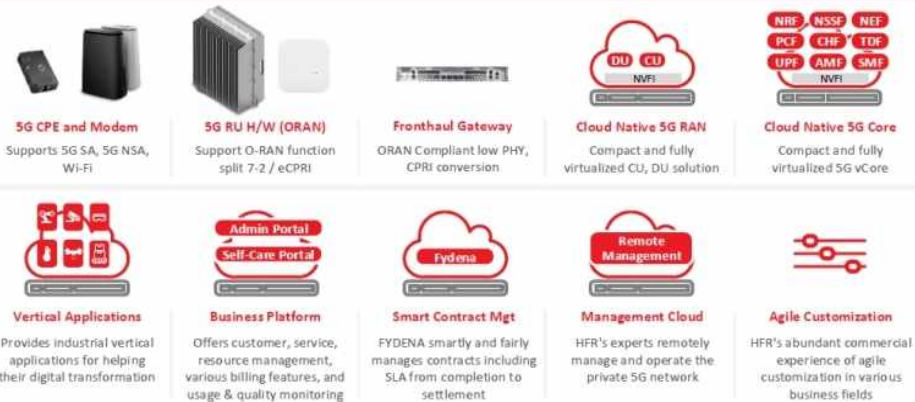 NRF NSSF NEF
PCF CHF TDF
UPF AMF SMF
DU CU
NVFI
NVFI
5G CPE and Modem
Supports 5G SA, 5G NSA,
Wi-Fi
5G RU H/W (ORAN)
Support O-RAN function
split 7-2 / eCPRI
Fronthaul Gateway
ORAN Compliant low PHY,
CPRI conversion
Cloud Native 5G RAN
Compact and fully
virtualized CU, DU solution
Cloud Native 5G Core
Compact and fully
virtualized 5G vCore
Admin Portal
Self-Care Portal
Fydena
Remote
Management
Vertical Applications
Provides industrial vertical
applications for helping
their digital transformation
Business Platform
Offers customer, service,
resource management,
various billing features, and
usage & quality monitoring
Smart Contract Mgt
FYDENA smartly and fairly
manages contracts including
SLA from completion to
settlement
Management Cloud
HFR's experts remotely
manage and operate the
private 5G network
Agile Customization
HFR's abundant commercial
experience of agile
customization in various
business fields